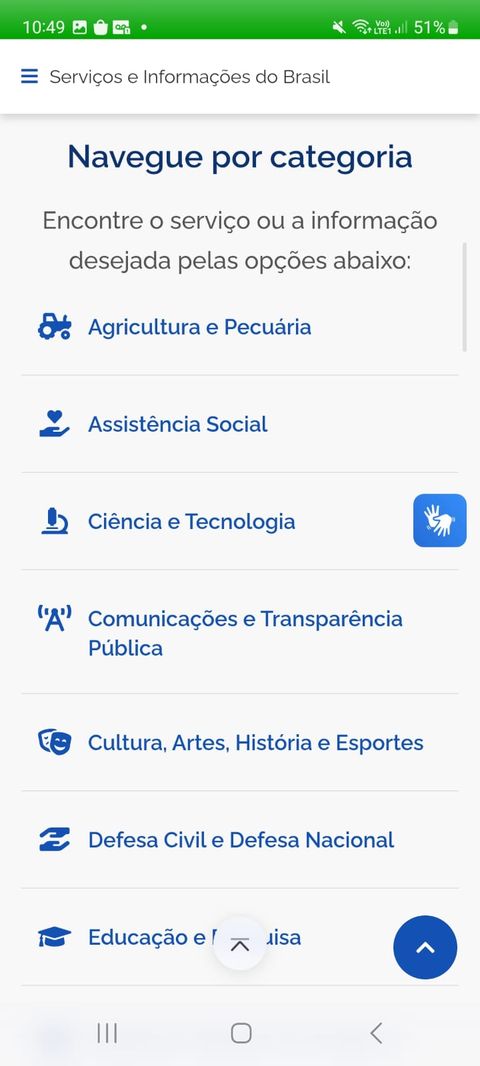 10:49
51%
Serviços e Informações do Brasil
Navegue por categoria
Encontre o serviço ou a informação
desejada pelas opções abaixo:
Agricultura e Pecuária
Assistência Social
Ciência e Tecnologia
Comunicações e Transparência
Pública
Cultura, Artes, História e Esportes
Defesa Civil e Defesa Nacional
Educação e